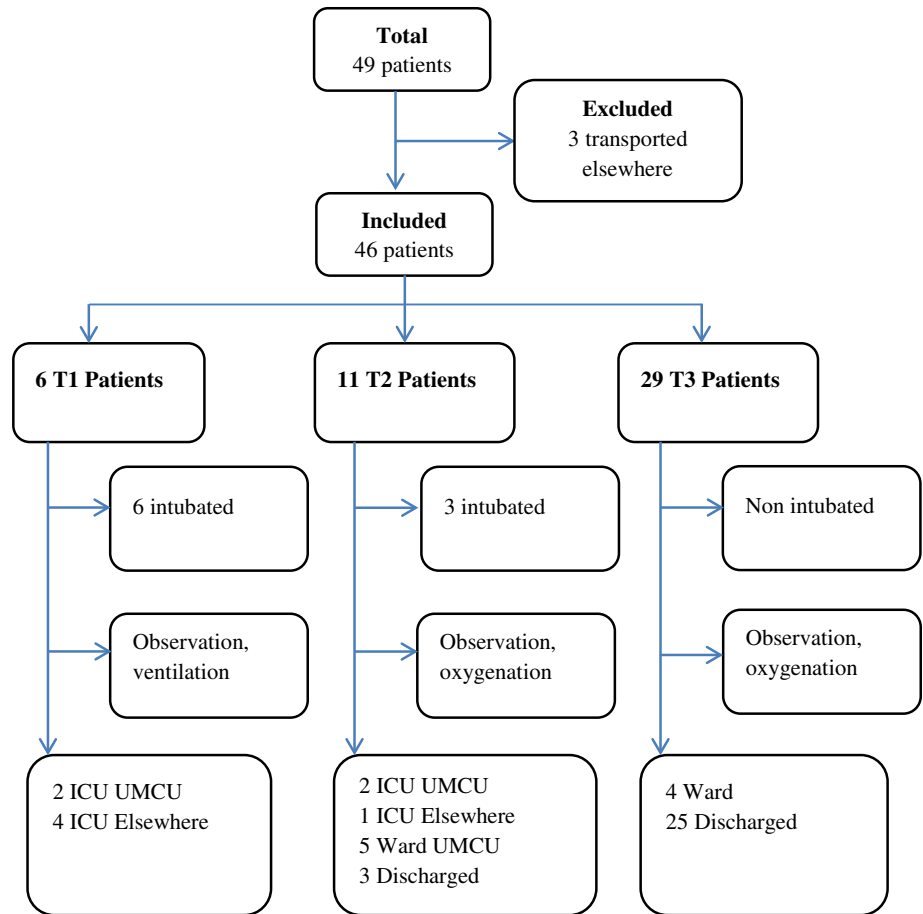 Total
49 patients
Excluded
3 transported
elsewhere
Included
46 patients
6 T1 Patients
11 T2 Patients
29 T3 Patients
6 intubated
3 intubated
Non intubated
Observation,
ventilation
Observation,
oxygenation
Observation,
oxygenation
2 ICU UMCU
4 ICU Elsewhere
2 ICU UMCU
1 ICU Elsewhere
5 Ward UMCU
3 Discharged
4 Ward
25 Discharged